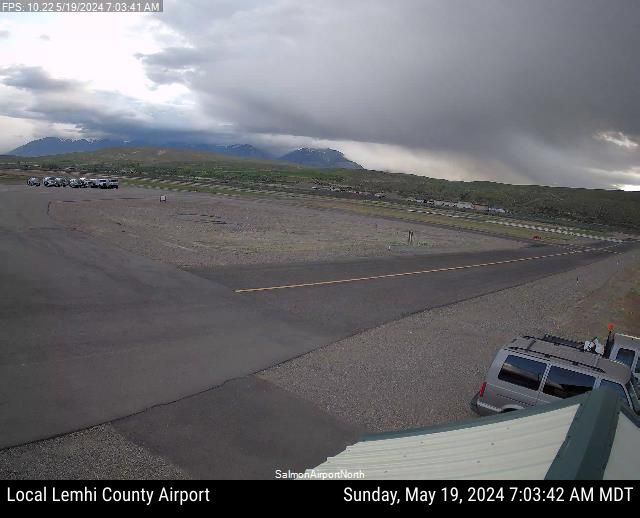 FPS: 10.22 5/19/2024 7:03:41 AM
SalmonAirportNorth
Local Lemhi County Airport Sunday, May 19, 2024 7:03:42 AM MDT